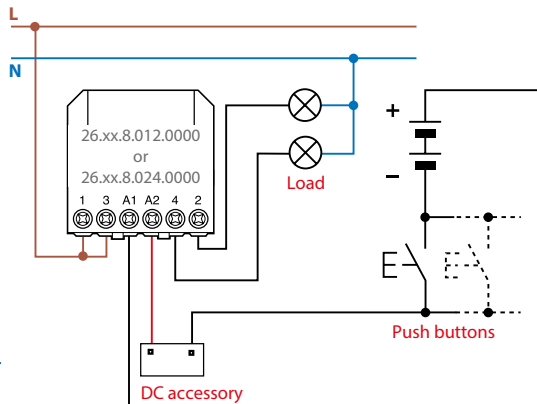 L
N
26.xx.8.012.0000
or
26.xx.8.024.0000
1 3 A1 A2 4 2
Load
+
–
Push buttons
DC accessory